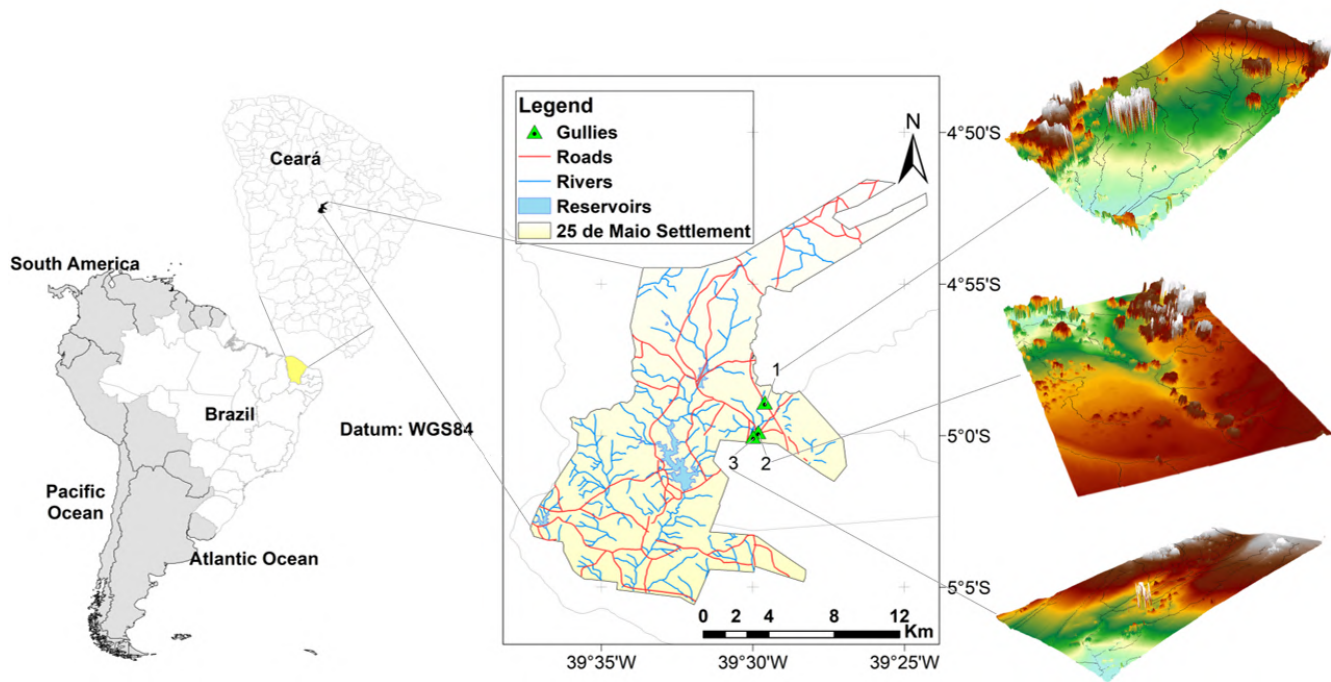 Ceará
South America
Brazil
Datum: WGS84
Pacific
Ocean
Atlantic Ocean
Legend
Gullies
Roads
Rivers
Reservoirs
25 de Maio Settlement
N
4°50'S
4°55'S
5°0'S
5°5'S
1
3
2
0 2 4 8 12
Km
39°35'W 39°30'W 39°25'W